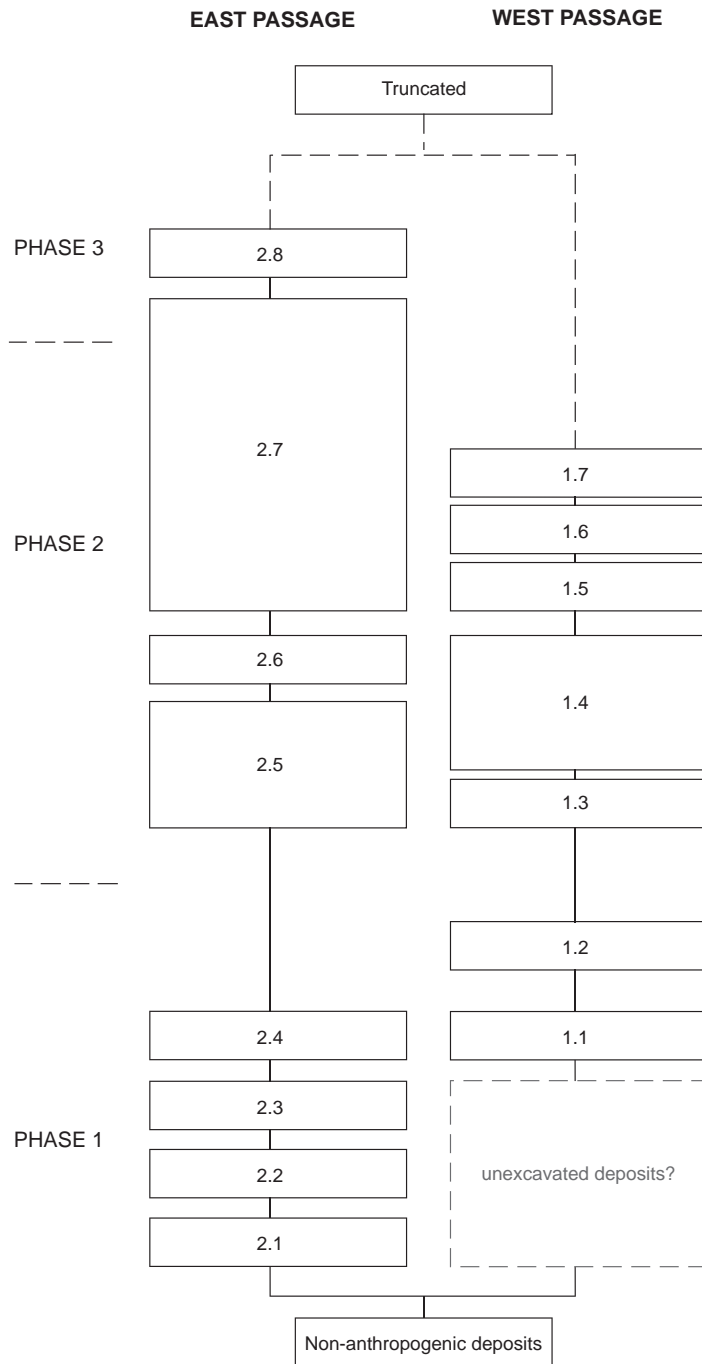 EAST PASSAGE
WEST PASSAGE
Truncated
PHASE 3
2.8
2.7
1.7
PHASE 2
1.6
1.5
2.6
1.4
2.5
1.3
1.2
2.4
1.1
2.3
PHASE 1
unexcavated deposits?
2.2
2.1
Non-anthropogenic deposits